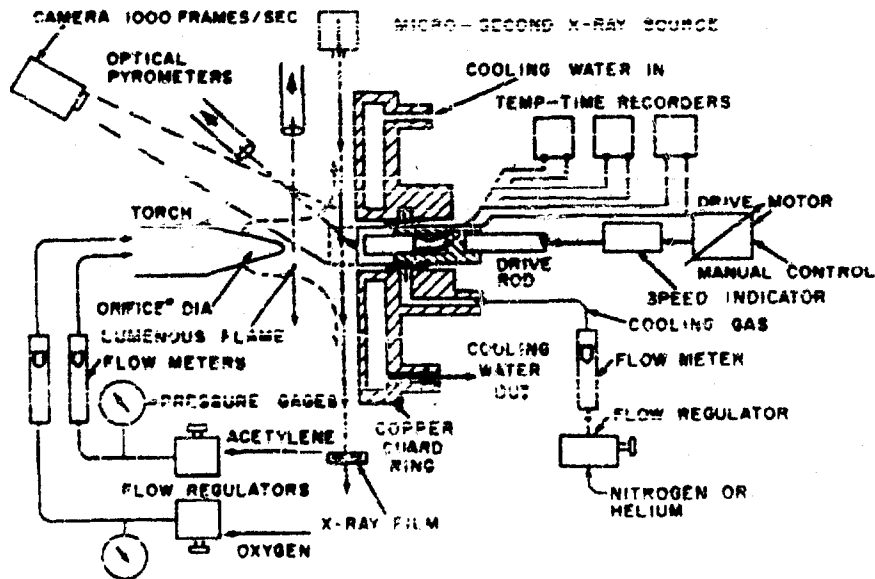 CAMERA 1000 FRAMES/SEC
MICRO-SECOND X-RAY SOURCE
OPTICAL
PYROMETERS
COOLING WATER IN
TEMP-TIME RECORDERS
TORCH
DRIVE MOTOR
DRIVE
ROD
MANUAL CONTROL
SPEED INDICATOR
ORIFICE DIA
LUMENOUS FLAME
COOLING GAS
FLOW METERS
COOLING
WATER
OUT
FLOW METER
PRESSURE GAGES
FLOW REGULATOR
ACETYLENE
COPPER
GUARD
RING
FLOW REGULATORS
NITROGEN OR
HELIUM
X-RAY FILM
OXYGEN